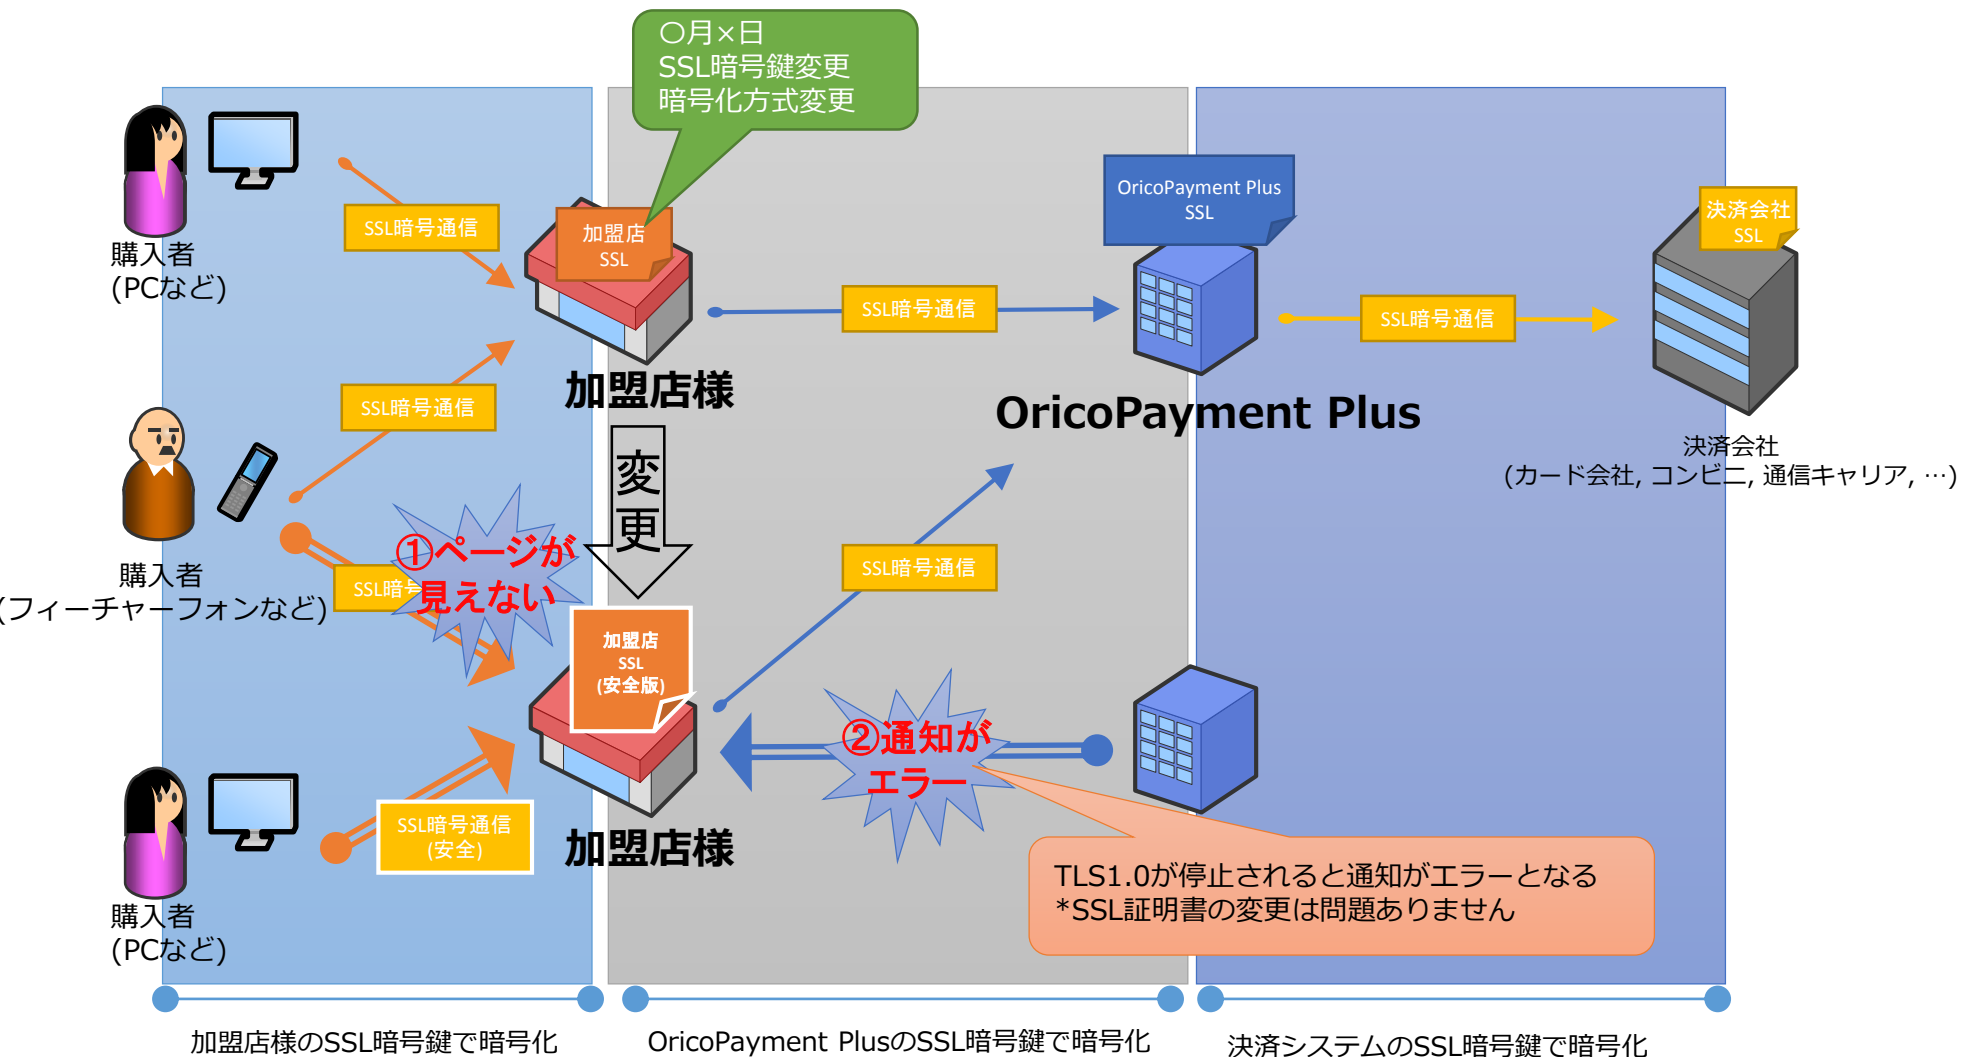 〇月×日
SSL暗号鍵変更
暗号化方式変更
購入者
(PCなど)
SSL暗号通信
加盟店
SSL
加盟店様
SSL暗号通信
OricoPayment Plus
SSL
OricoPayment Plus
SSL暗号通信
決済会社
SSL
決済会社
(カード会社, コンビニ, 通信キャリア, …)
SSL暗号通信
購入者
(フィーチャーフォンなど)
変
更
SSL暗号
①ページが
見えない
SSL暗号通信
加盟店
SSL
(安全版)
加盟店様
②通知が
エラー
購入者
(PCなど)
SSL暗号通信
(安全)
TLS1.0が停止されると通知がエラーとなる
*SSL証明書の変更は問題ありません
加盟店様のSSL暗号鍵で暗号化
OricoPayment PlusのSSL暗号鍵で暗号化
決済システムのSSL暗号鍵で暗号化